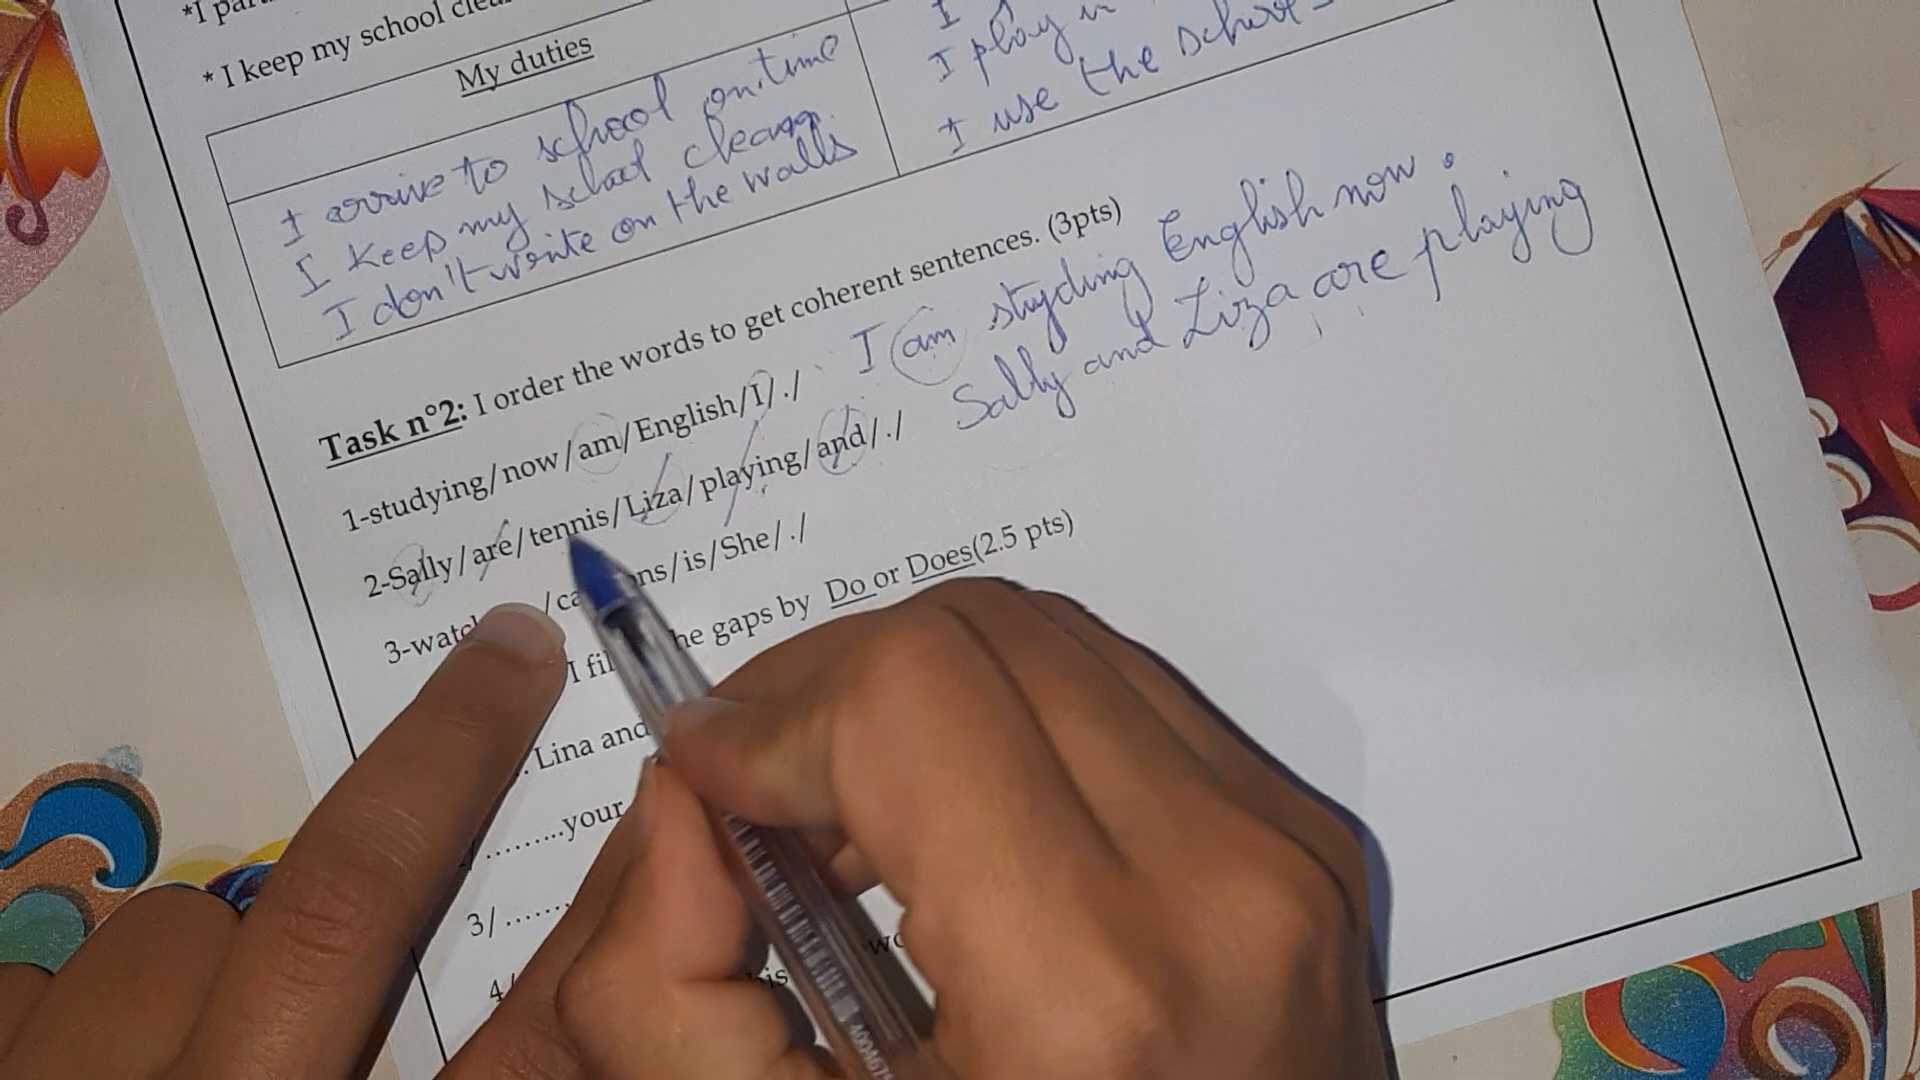 *I par
* I keep my school clea
My duties
I arrive to school on time
I keep my school clean
I don't write on the walls
I
I play in
I use the school
Task n°2: I order the words to get coherent sentences. (3pts)
1-studying/now/am/English/I/./ I am studying English now.
2-Sally/are/tennis/Liza/playing/and/./ Sally and Liza are playing
3-watch /ca ons/is/She/./
I fil he gaps by Do or Does(2.5 pts)
. Lina and
/ .........your
3/ .......
4/ his wo